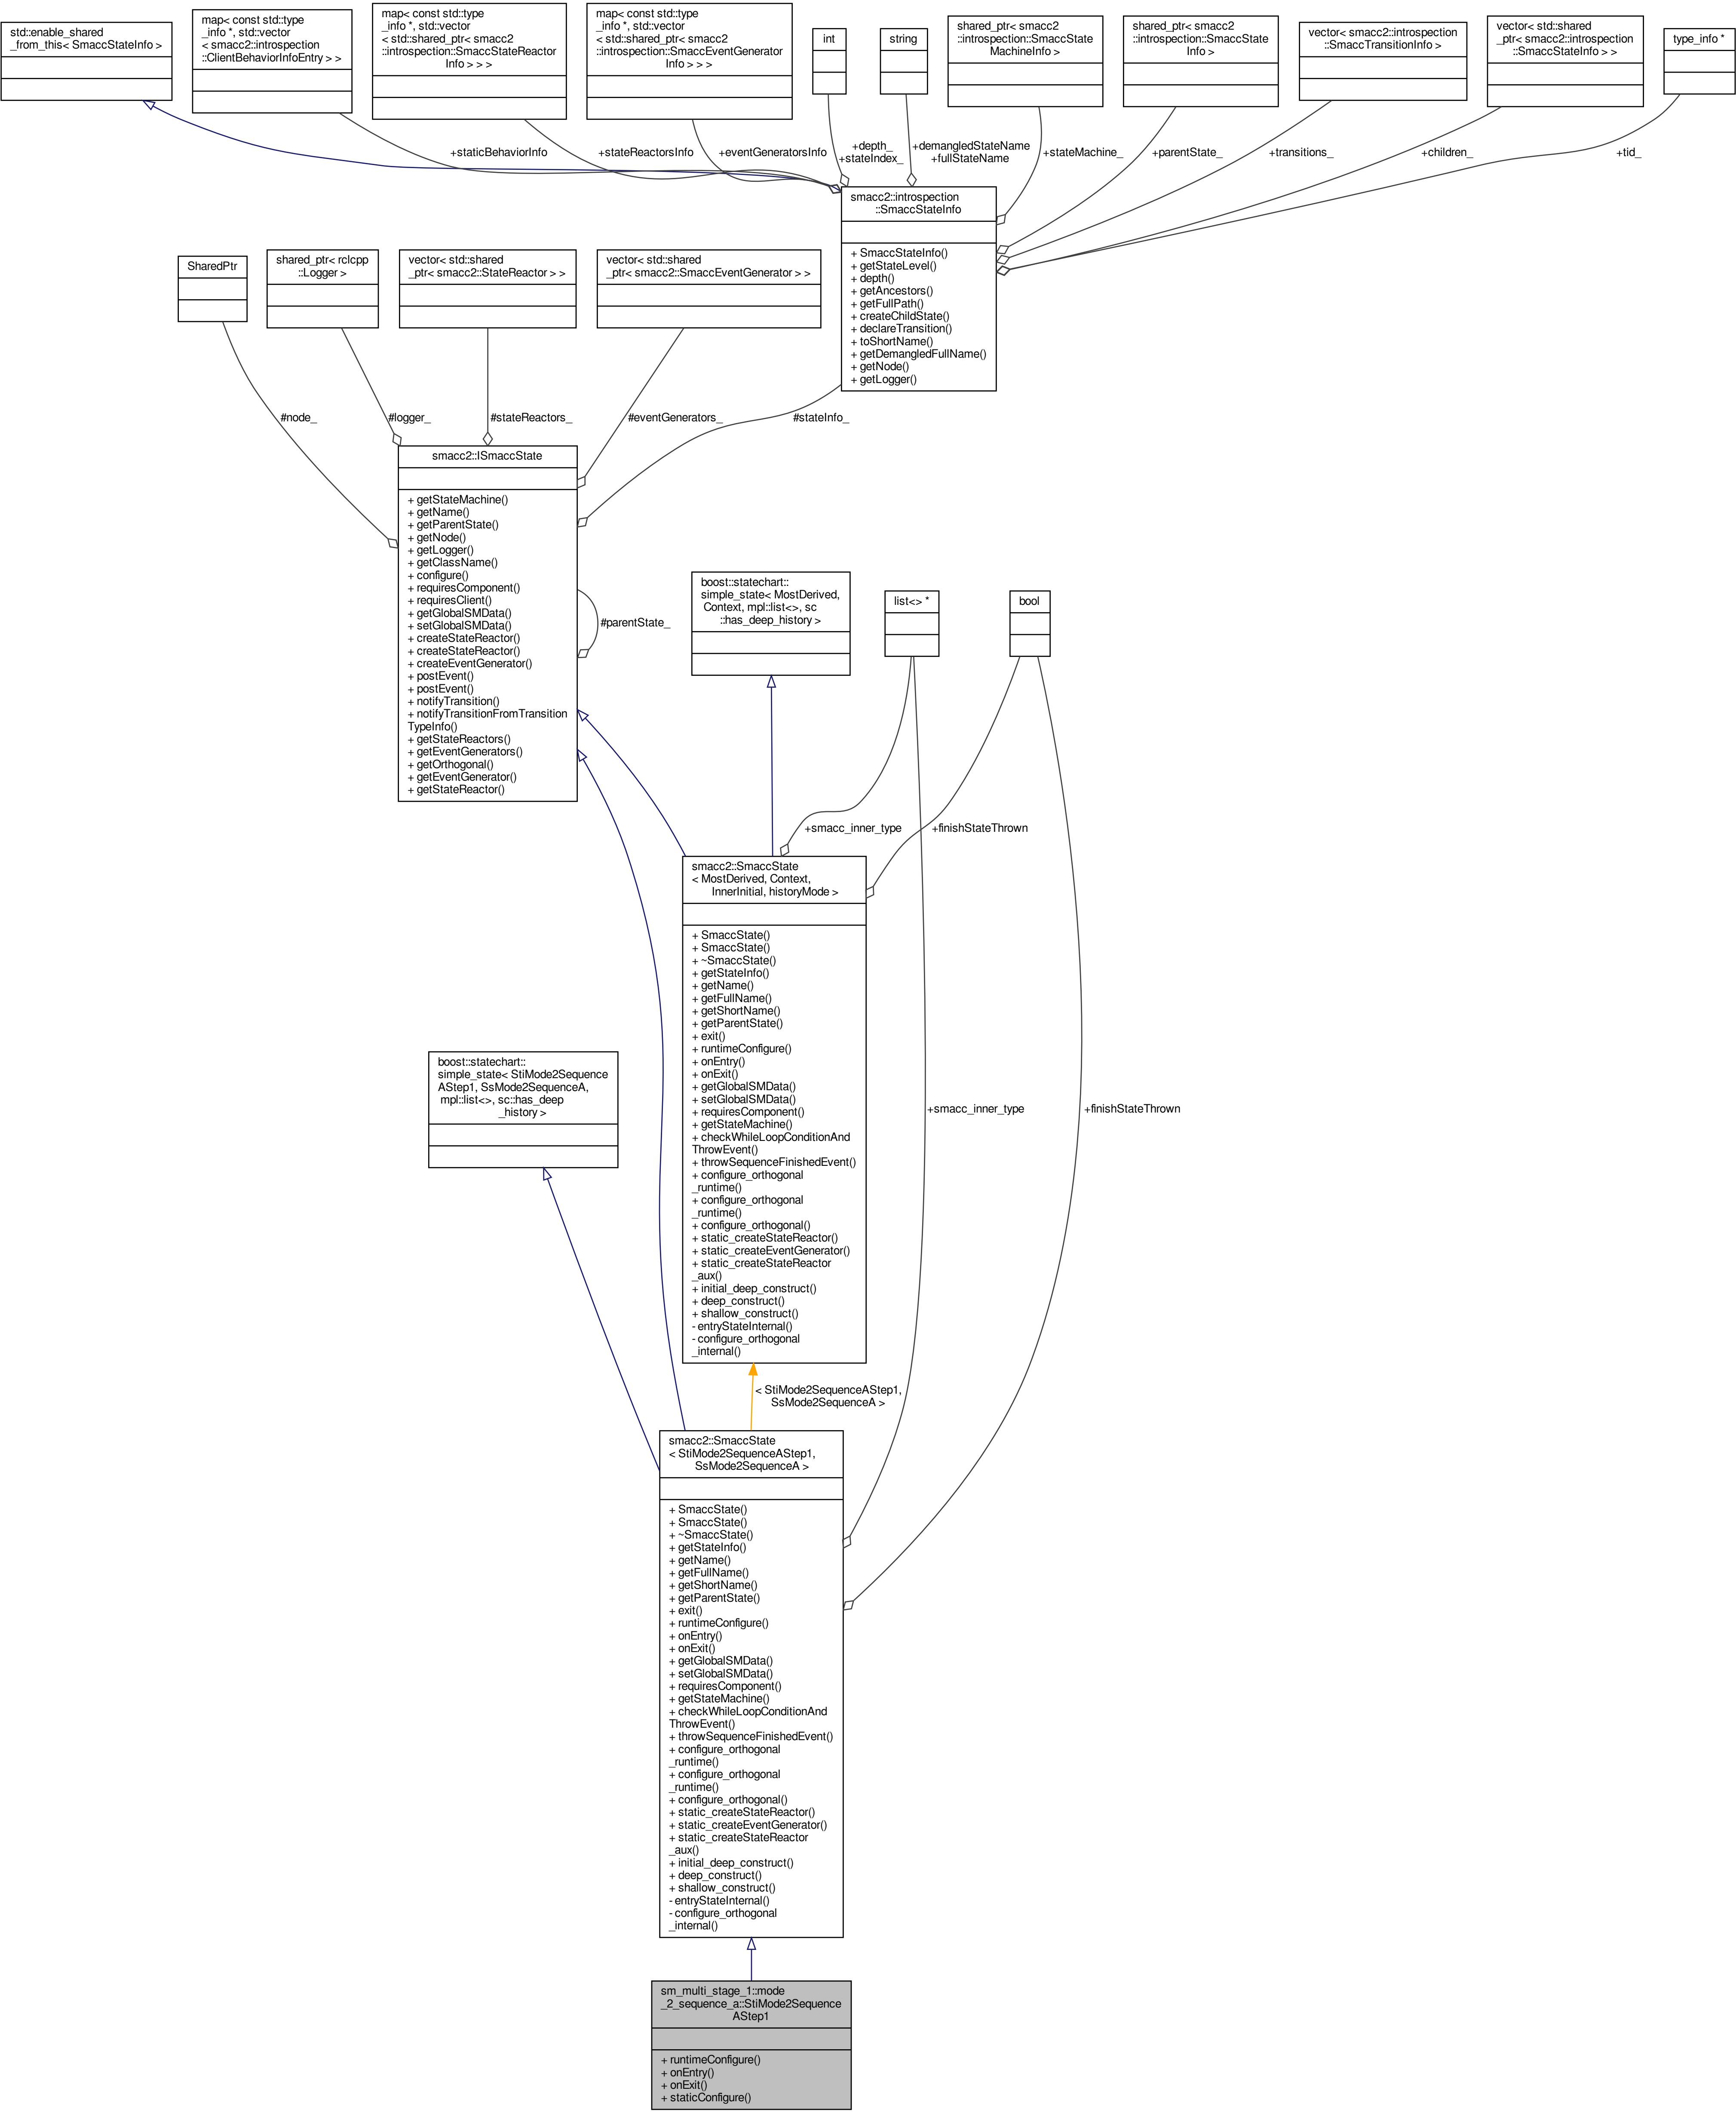 std::enable_shared
_from_this< SmaccStateInfo >
map< const std::type
_info *, std::vector
< smacc2::introspection
::ClientBehaviorInfoEntry > >
map< const std::type
_info *, std::vector
< std::shared_ptr< smacc2
::introspection::SmaccStateReactor
Info > > >
map< const std::type
_info *, std::vector
< std::shared_ptr< smacc2
::introspection::SmaccEventGenerator
Info > > >
int
string
shared_ptr< smacc2
::introspection::SmaccState
MachineInfo >
shared_ptr< smacc2
::introspection::SmaccState
Info >
vector< smacc2::introspection
::SmaccTransitionInfo >
vector< std::shared
_ptr< smacc2::introspection
::SmaccStateInfo > >
type_info *
+staticBehaviorInfo
+stateReactorsInfo
+eventGeneratorsInfo
+depth_
+stateIndex_
+demangledStateName
+fullStateName
+stateMachine_
+parentState_
+transitions_
+children_
+tid_
smacc2::introspection
::SmaccStateInfo
+ SmaccStateInfo()
+ getStateLevel()
+ depth()
+ getAncestors()
+ getFullPath()
+ createChildState()
+ declareTransition()
+ toShortName()
+ getDemangledFullName()
+ getNode()
+ getLogger()
SharedPtr
shared_ptr< rclcpp
::Logger >
vector< std::shared
_ptr< smacc2::StateReactor > >
vector< std::shared
_ptr< smacc2::SmaccEventGenerator > >
#node_
#logger_
#stateReactors_
#eventGenerators_
#stateInfo_
smacc2::ISmaccState
+ getStateMachine()
+ getName()
+ getParentState()
+ getNode()
+ getLogger()
+ getClassName()
+ configure()
+ requiresComponent()
+ requiresClient()
+ getGlobalSMData()
+ setGlobalSMData()
+ createStateReactor()
+ createStateReactor()
+ createEventGenerator()
+ postEvent()
+ postEvent()
+ notifyTransition()
+ notifyTransitionFromTransition
TypeInfo()
+ getStateReactors()
+ getEventGenerators()
+ getOrthogonal()
+ getEventGenerator()
+ getStateReactor()
#parentState_
boost::statechart::
simple_state< MostDerived,
Context, mpl::list<>, sc
::has_deep_history >
list<> *
bool
+smacc_inner_type
+finishStateThrown
smacc2::SmaccState
< MostDerived, Context,
InnerInitial, historyMode >
+ SmaccState()
+ SmaccState()
+ ~SmaccState()
+ getStateInfo()
+ getName()
+ getFullName()
+ getShortName()
+ getParentState()
+ exit()
+ runtimeConfigure()
+ onEntry()
+ onExit()
+ getGlobalSMData()
+ setGlobalSMData()
+ requiresComponent()
+ getStateMachine()
+ checkWhileLoopConditionAnd
ThrowEvent()
+ throwSequenceFinishedEvent()
+ configure_orthogonal
_runtime()
+ configure_orthogonal
_runtime()
+ configure_orthogonal()
+ static_createStateReactor()
+ static_createEventGenerator()
+ static_createStateReactor
_aux()
+ initial_deep_construct()
+ deep_construct()
+ shallow_construct()
- entryStateInternal()
- configure_orthogonal
_internal()
boost::statechart::
simple_state< StiMode2Sequence
AStep1, SsMode2SequenceA,
mpl::list<>, sc::has_deep
_history >
+smacc_inner_type
+finishStateThrown
< StiMode2SequenceAStep1,
SsMode2SequenceA >
smacc2::SmaccState
< StiMode2SequenceAStep1,
SsMode2SequenceA >
+ SmaccState()
+ SmaccState()
+ ~SmaccState()
+ getStateInfo()
+ getName()
+ getFullName()
+ getShortName()
+ getParentState()
+ exit()
+ runtimeConfigure()
+ onEntry()
+ onExit()
+ getGlobalSMData()
+ setGlobalSMData()
+ requiresComponent()
+ getStateMachine()
+ checkWhileLoopConditionAnd
ThrowEvent()
+ throwSequenceFinishedEvent()
+ configure_orthogonal
_runtime()
+ configure_orthogonal
_runtime()
+ configure_orthogonal()
+ static_createStateReactor()
+ static_createEventGenerator()
+ static_createStateReactor
_aux()
+ initial_deep_construct()
+ deep_construct()
+ shallow_construct()
- entryStateInternal()
- configure_orthogonal
_internal()
sm_multi_stage_1::mode
_2_sequence_a::StiMode2Sequence
AStep1
+ runtimeConfigure()
+ onEntry()
+ onExit()
+ staticConfigure()